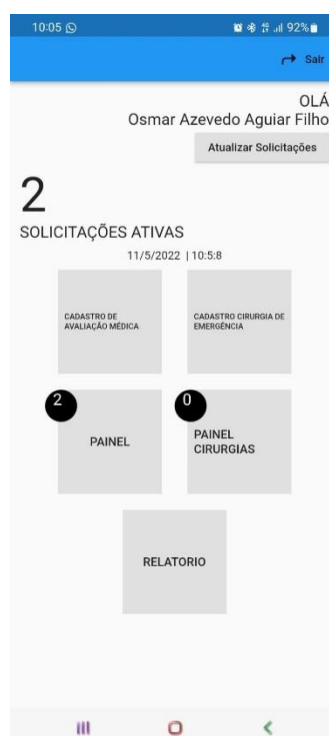 10:05 92%
Sair
OLÁ
Osmar Azevedo Aguiar Filho
Atualizar Solicitações
2
SOLICITAÇÕES ATIVAS
11/5/2022 | 10:5:8
CADASTRO DE
AVALIAÇÃO MÉDICA
CADASTRO CIRURGIA DE
EMERGÊNCIA
2
PAINEL
0
PAINEL
CIRURGIAS
RELATORIO